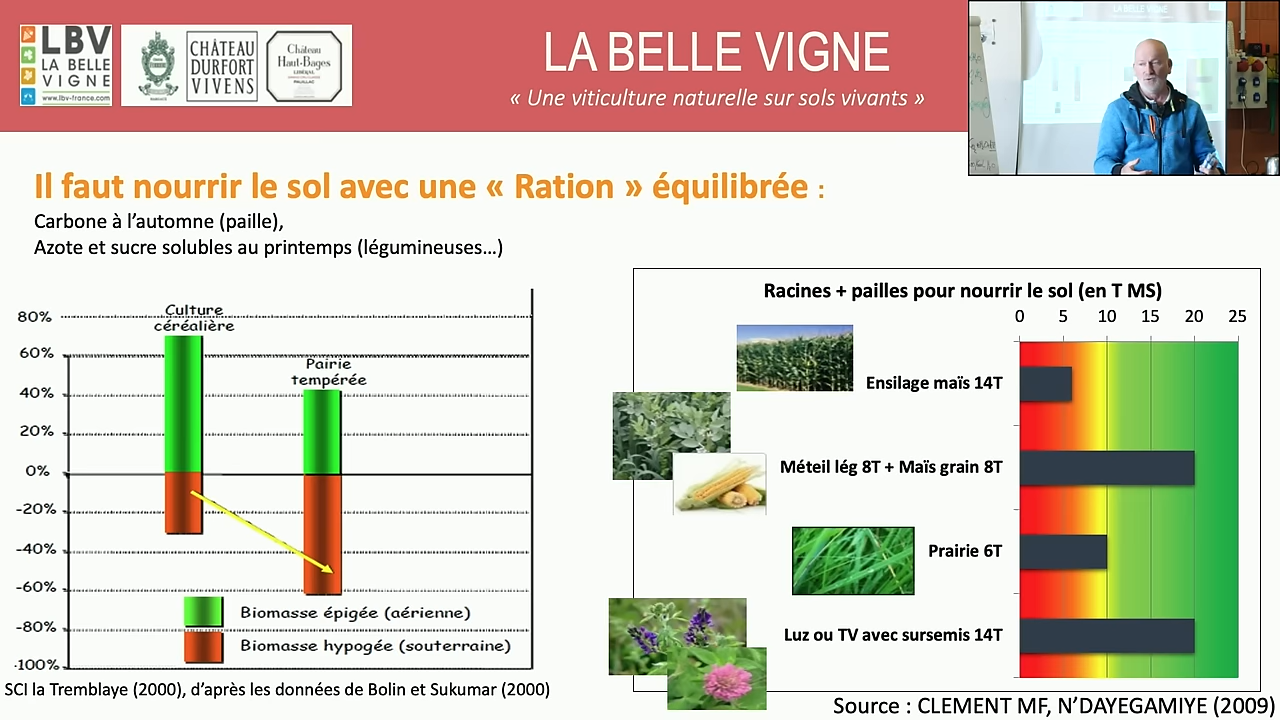 LBV
LA BELLE
VIGNE
www.lbv-france.com
CHÂTEAU
DURFORT
VIVENS
Château
Haut-Bages
LIBÉRAL
PAUILLAC
LA BELLE VIGNE
« Une viticulture naturelle sur sols vivants »
Il faut nourrir le sol avec une « Ration » équilibrée :
Carbone à l’automne (paille),
Azote et sucre solubles au printemps (légumineuses…)
Culture
céréalière
Pairie
tempérée
80%
60%
40%
20%
0%
-20%
-40%
-60%
-80%
-100%
Biomasse épigée (aérienne)
Biomasse hypogée (souterraine)
SCI la Tremblaye (2000), d’après les données de Bolin et Sukumar (2000)
Racines + pailles pour nourrir le sol (en T MS)
0 5 10 15 20 25
Ensilage maïs 14T
Méteil lég 8T + Maïs grain 8T
Prairie 6T
Luz ou TV avec sursemis 14T
Source : CLEMENT MF, N’DAYEGAMIYE (2009)